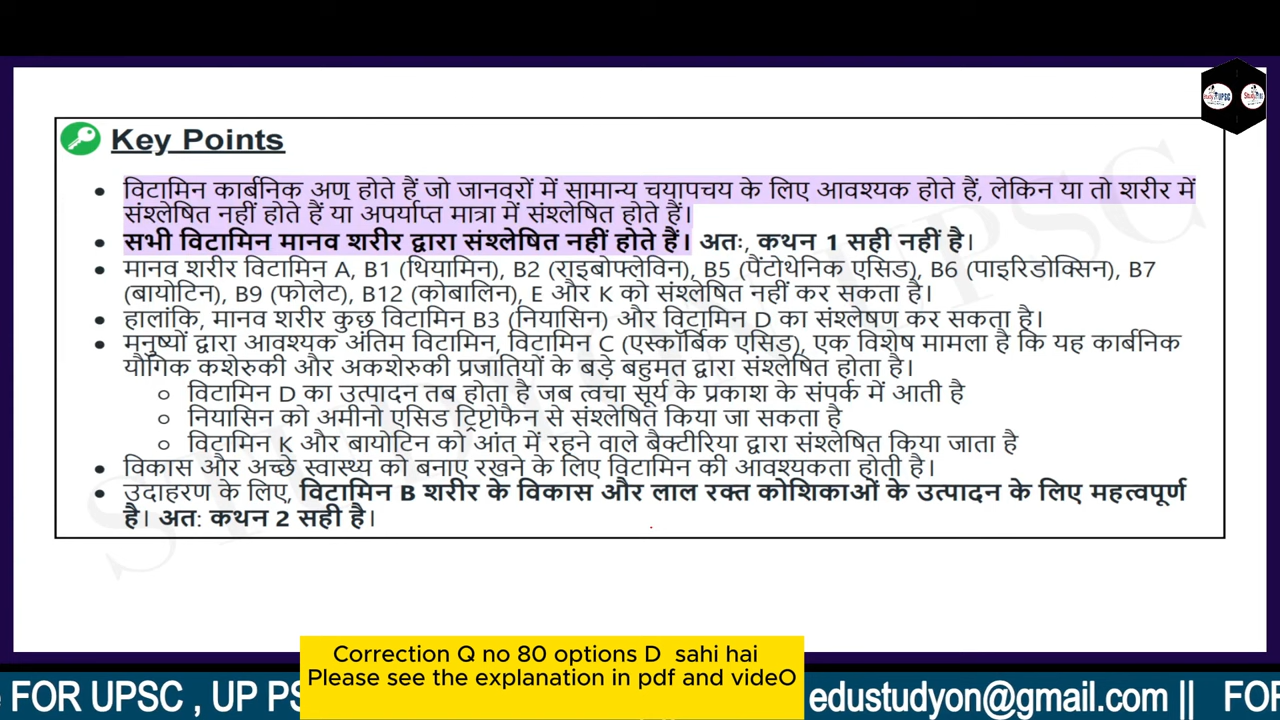 Key Points
विटामिन कार्बनिक अणु होते हैं जो जानवरों में सामान्य चयापचय के लिए आवश्यक होते हैं, लेकिन या तो शरीर में
संश्लेषित नहीं होते हैं या अपर्याप्त मात्रा में संश्लेषित होते हैं।
सभी विटामिन मानव शरीर द्वारा संश्लेषित नहीं होते हैं। अतः, कथन 1 सही नहीं है।
मानव शरीर विटामिन A, B1 (थियामिन), B2 (राइबोफ्लेविन), B5 (पैंटोथेनिक एसिड), B6 (पाइरिडोक्सिन), B7
(बायोटिन), B9 (फोलेट), B12 (कोबालिन), E और K को संश्लेषित नहीं कर सकता है।
हालांकि, मानव शरीर कुछ विटामिन B3 (नियासिन) और विटामिन D का संश्लेषण कर सकता है।
मनुष्यों द्वारा आवश्यक अंतिम विटामिन, विटामिन C (एस्कॉर्बिक एसिड), एक विशेष मामला है कि यह कार्बनिक
यौगिक कशेरुकी और अकशेरुकी प्रजातियों के बड़े बहुमत द्वारा संश्लेषित होता है।
विटामिन D का उत्पादन तब होता है जब त्वचा सूर्य के प्रकाश के संपर्क में आती है
नियासिन को अमीनो एसिड ट्रिप्टोफैन से संश्लेषित किया जा सकता है
विटामिन K और बायोटिन को आंत में रहने वाले बैक्टीरिया द्वारा संश्लेषित किया जाता है
विकास और अच्छे स्वास्थ्य को बनाए रखने के लिए विटामिन की आवश्यकता होती है।
उदाहरण के लिए, विटामिन B शरीर के विकास और लाल रक्त कोशिकाओं के उत्पादन के लिए महत्वपूर्ण
है। अत: कथन 2 सही है।
STUDY ON UPSC
Correction Q no 80 options D sahi hai
Please see the explanation in pdf and videO
FOR UPSC , UP PS
edustudyon@gmail.com || FOR